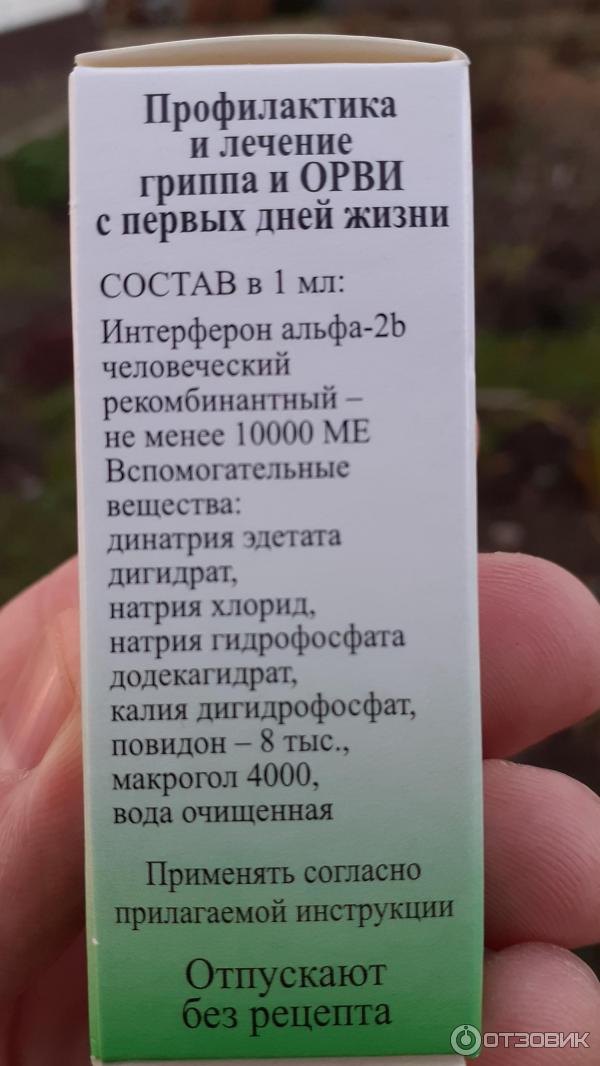 Профилактика
и лечение
гриппа и ОРВИ
с первых дней жизни
СОСТАВ в 1 мл:
Интерферон альфа-2b
человеческий
рекомбинантный –
не менее 10000 МЕ
Вспомогательные
вещества:
динатрия эдетата
дигидрат,
натрия хлорид,
натрия гидрофосфата
додекагидрат,
калия дигидрофосфат,
повидон – 8 тыс.,
макрогол 4000,
вода очищенная
Применять согласно
прилагаемой инструкции
Отпускают
без рецепта
ОТЗОВИК